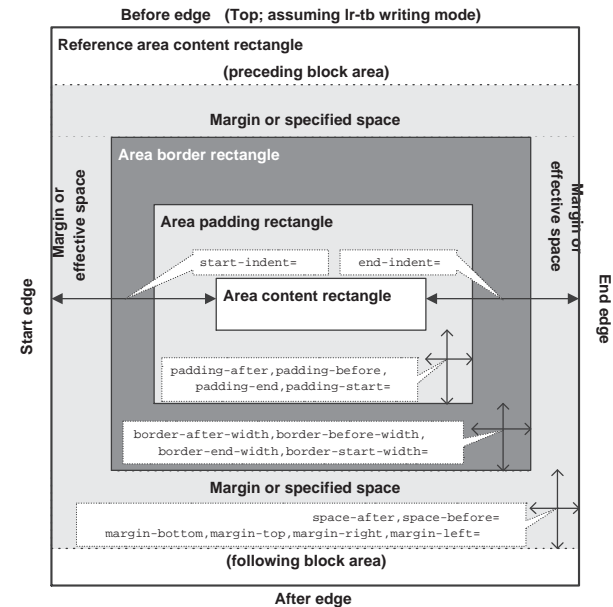 Before edge (Top; assuming lr-tb writing mode)
Reference area content rectangle
(preceding block area)
Margin or specified space
Area border rectangle
Margin or
effective space
Margin or
effective space
Area padding rectangle
start-indent=
end-indent=
Area content rectangle
Start edge
End edge
padding-after,padding-before,
padding-end,padding-start=
border-after-width,border-before-width,
border-end-width,border-start-width=
Margin or specified space
space-after,space-before=
margin-bottom,margin-top,margin-right,margin-left=
(following block area)
After edge